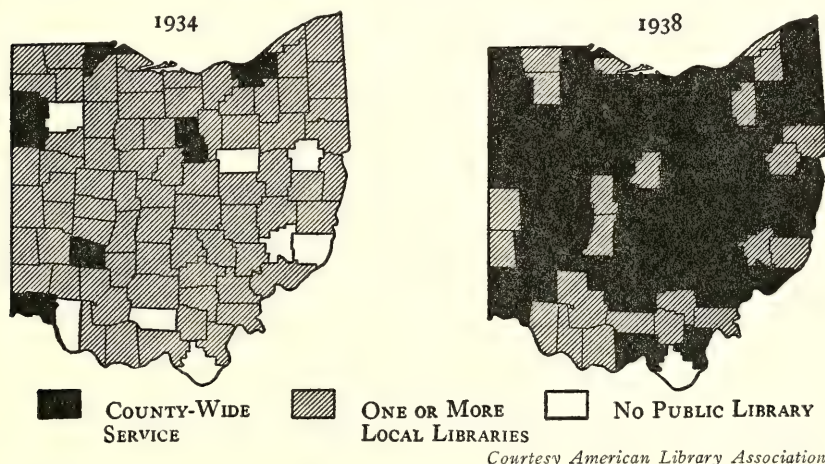 1934
1938
COUNTY-WIDE
SERVICE
ONE OR MORE
LOCAL LIBRARIES
NO PUBLIC LIBRARY
Courtesy American Library Association